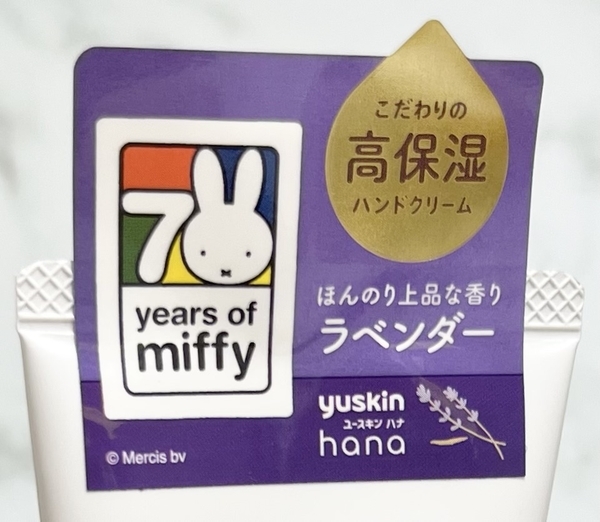 こだわりの
高保湿
ハンドクリーム
7
years of
miffy
ほんのり上品な香り
ラベンダー
yuskin
ユースキン ハナ
hana
© Mercis bv